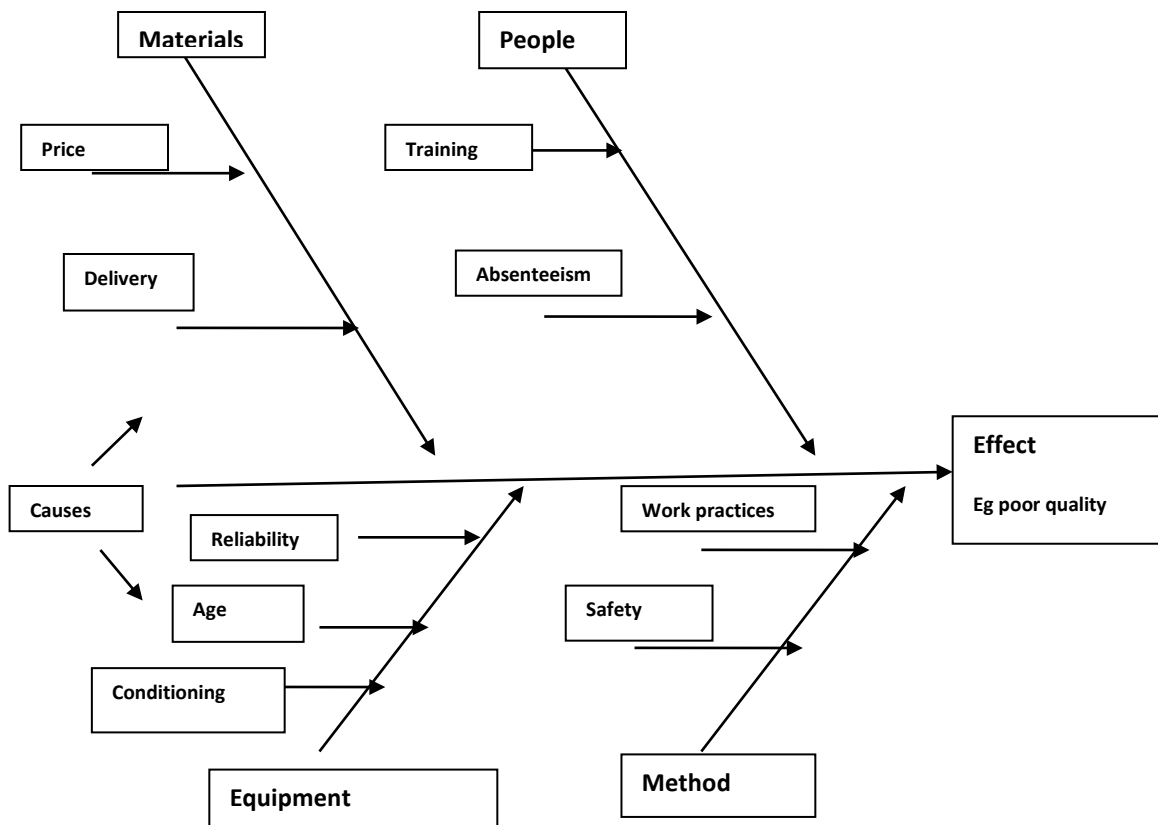 Materials
People
Price
Training
Delivery
Absenteeism
Effect
Eg poor quality
Causes
Work practices
Reliability
Age
Safety
Conditioning
Equipment
Method